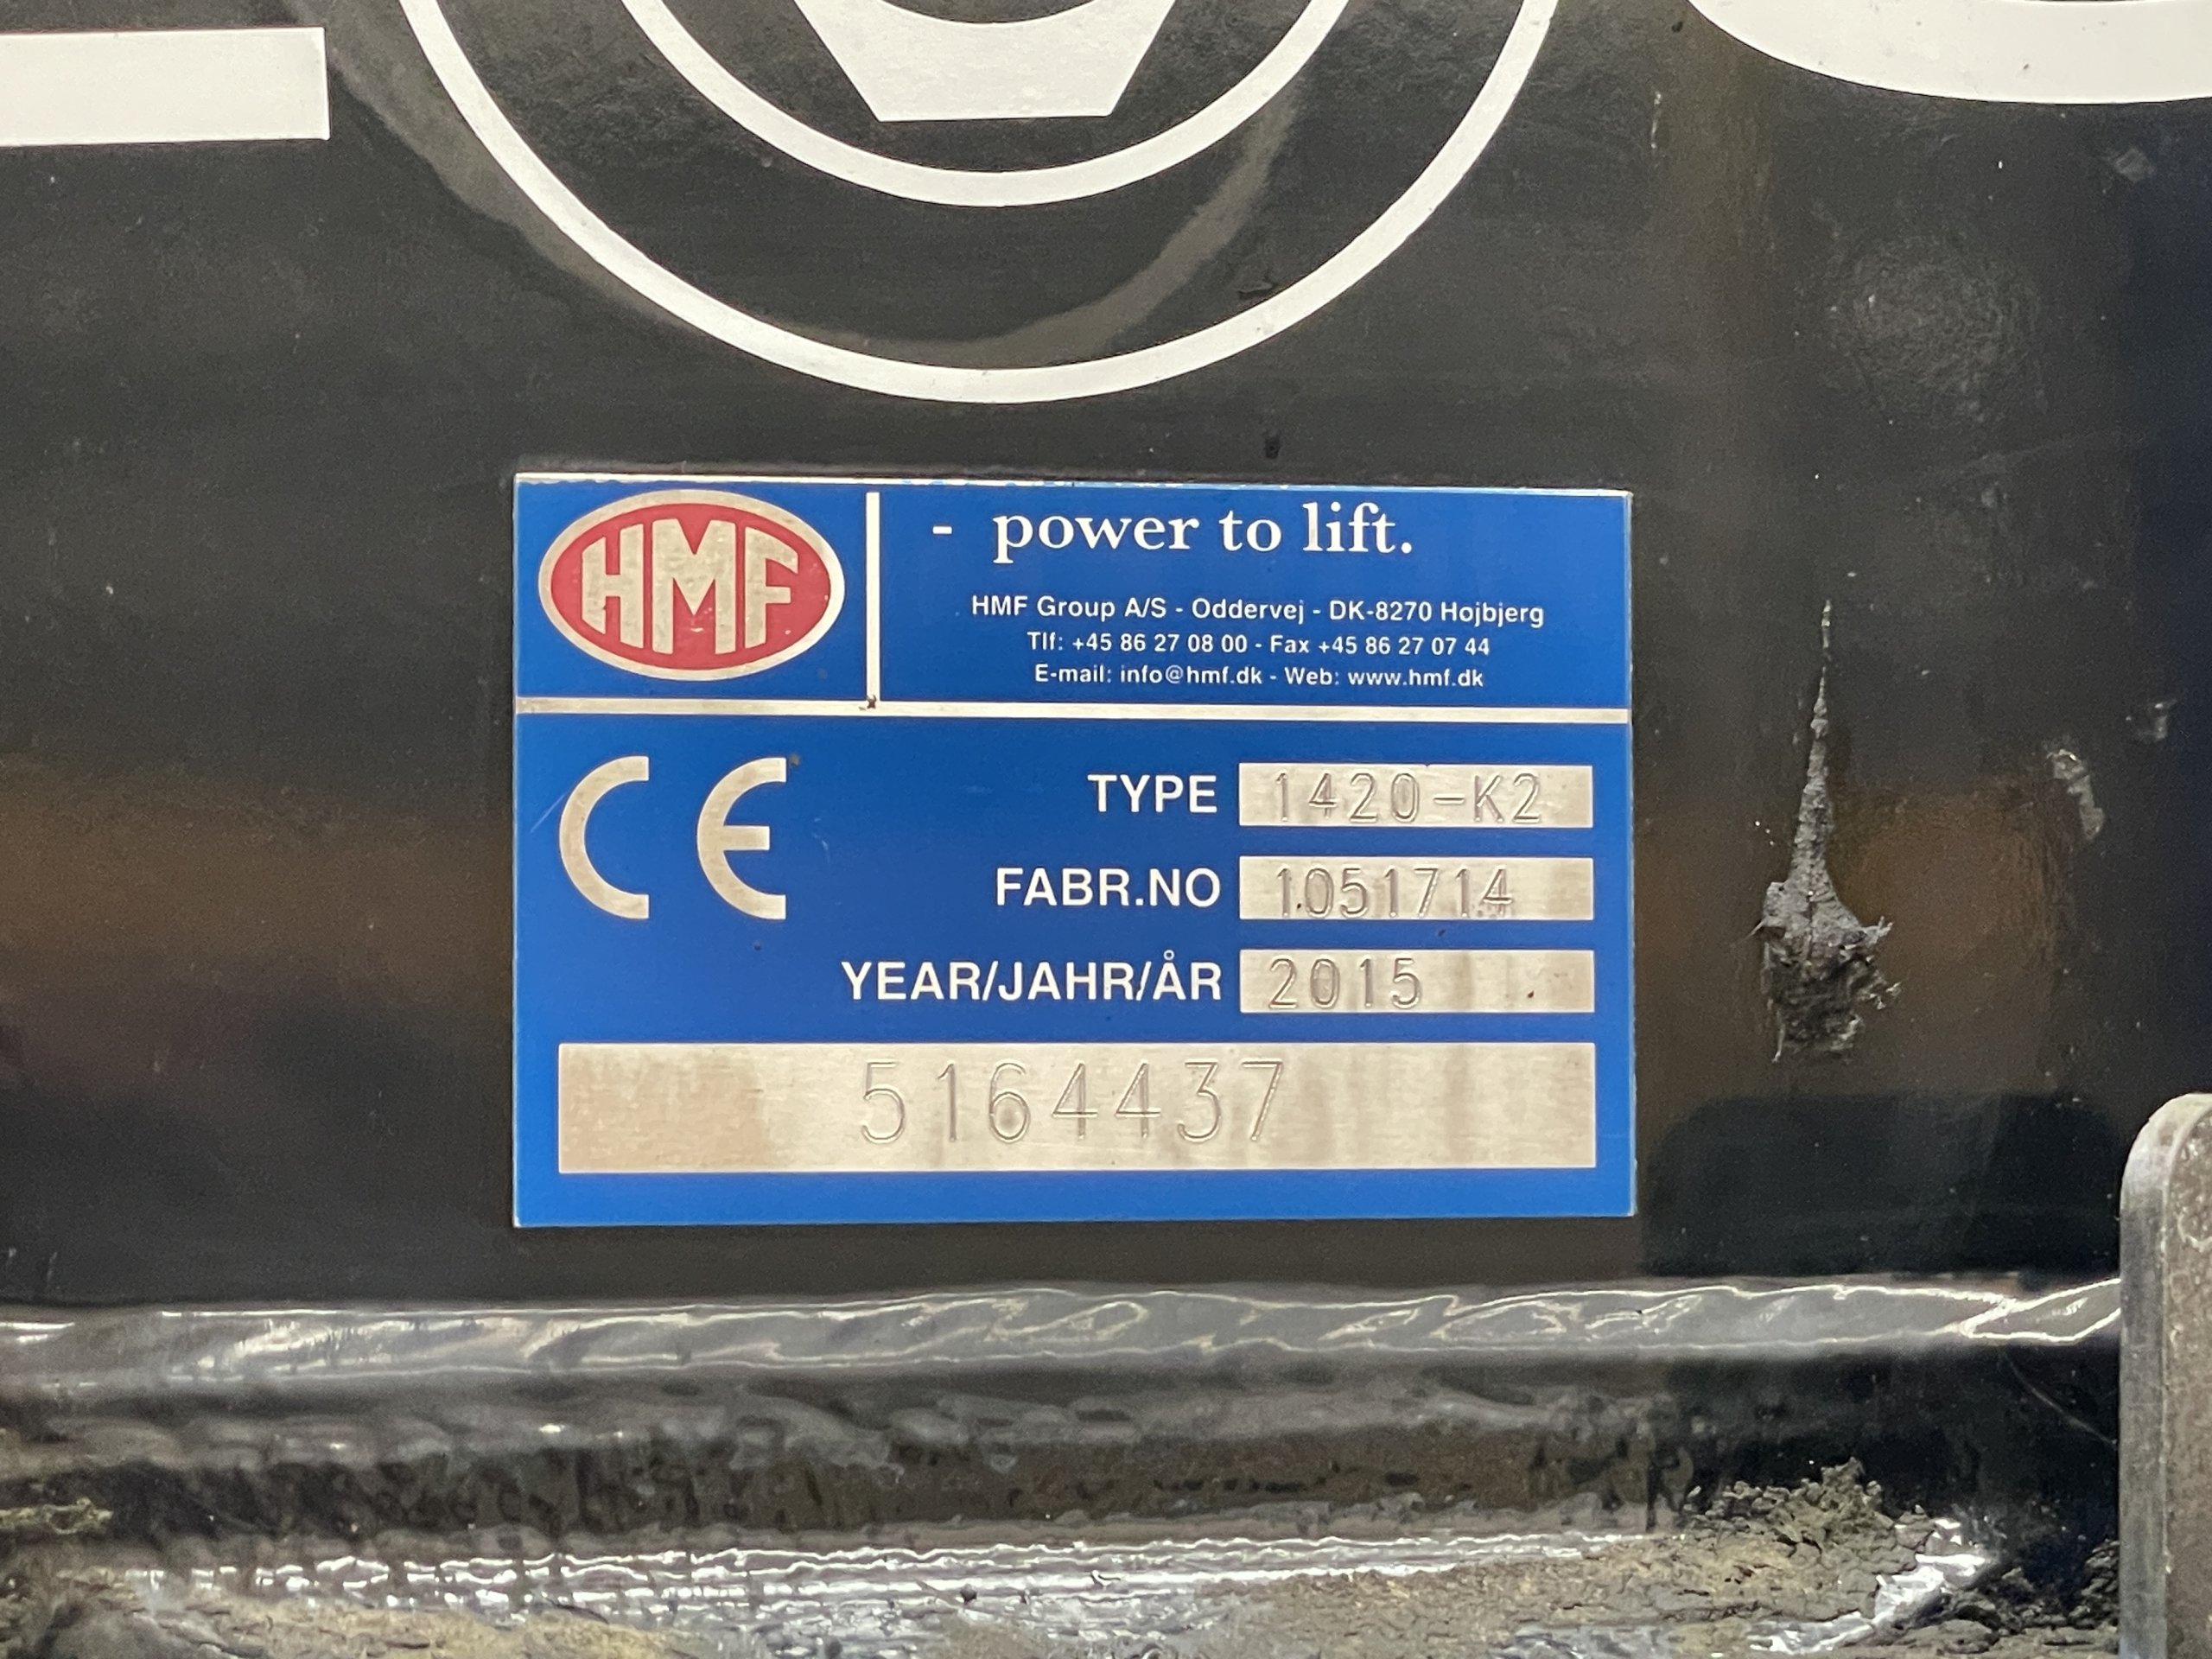 HMF
- power to lift.
HMF Group A/S - Oddervej - DK-8270 Hojbjerg
Tlf: +45 86 27 08 00 - Fax +45 86 27 07 44
E-mail: info@hmf.dk - Web: www.hmf.dk
CE
TYPE 1420-K2
FABR.NO 1051714
YEAR/JAHR/ÅR 2015
5164437